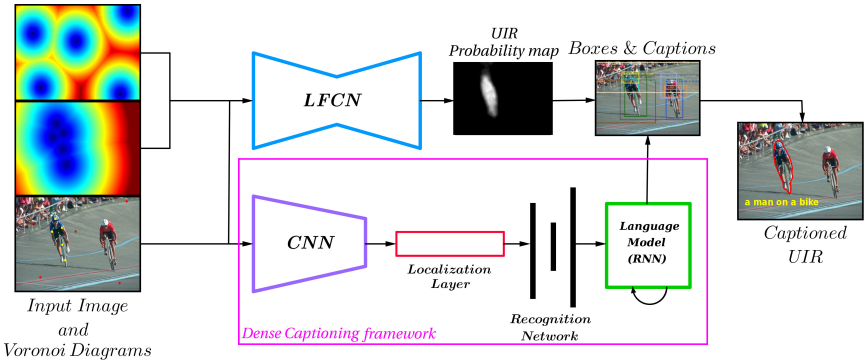 UIR
Probability map
Boxes & Captions
LFCN
a man on a bike
Captioned
UIR
CNN
Localization
Layer
Recognition
Network
Language
Model
(RNN)
Dense Captioning framework
Input Image
and
Voronoi Diagrams